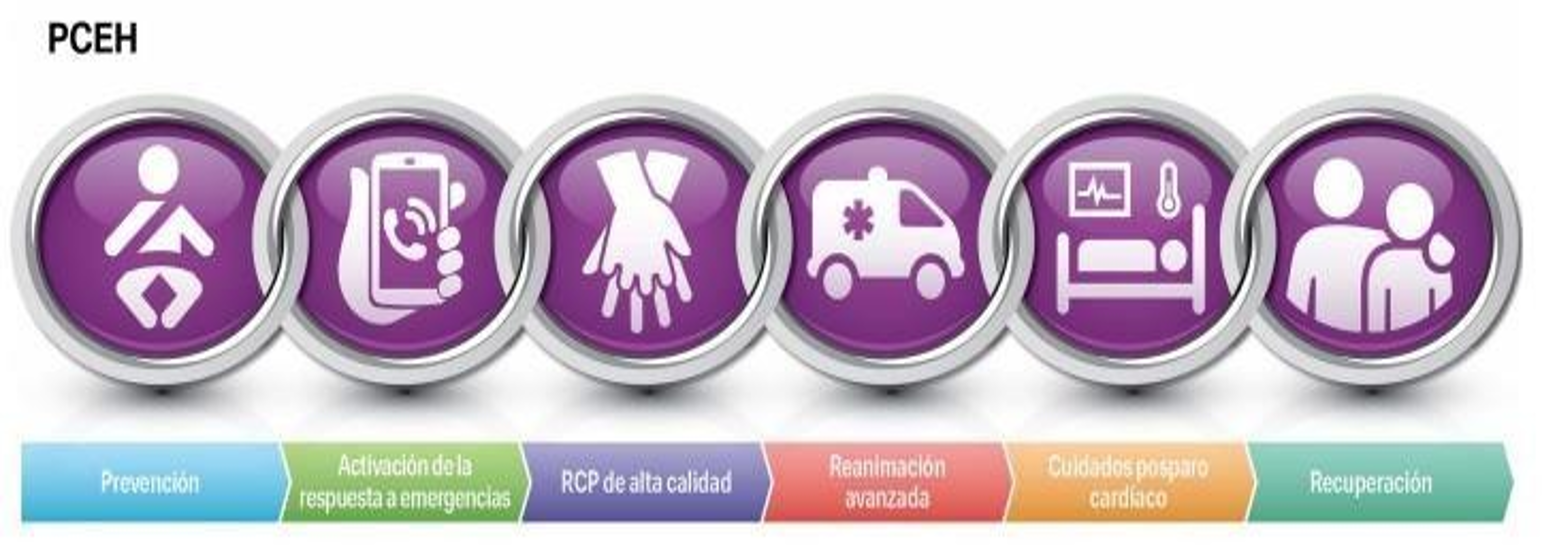 PCEH
Prevención
Activación de la
respuesta a emergencias
RCP de alta calidad
Reanimación
avanzada
Cuidados posparo
cardíaco
Recuperación